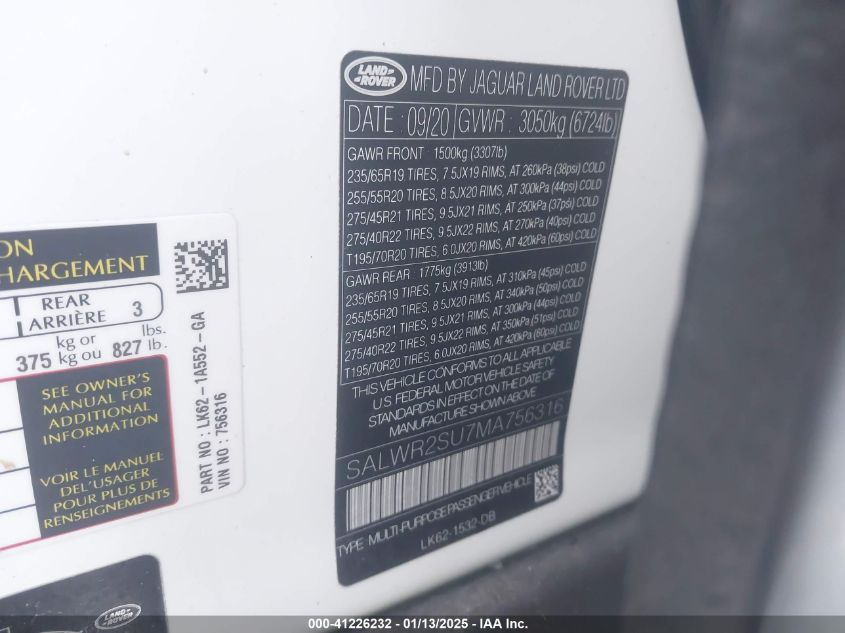 LAND ROVER
MFD BY JAGUAR LAND ROVER LTD
DATE : 09/20 GVWR : 3050kg (6724lb)
GAWR FRONT : 1500kg (3307lb)
235/65R19 TIRES, 7.5JX19 RIMS, AT 260kPa (38psi) COLD
255/55R20 TIRES, 8.5JX20 RIMS, AT 300kPa (44psi) COLD
275/45R21 TIRES, 9.5JX21 RIMS, AT 250kPa (37psi) COLD
275/40R22 TIRES, 9.5JX22 RIMS, AT 270kPa (40psi) COLD
T195/70R20 TIRES, 6.0JX20 RIMS, AT 420kPa (60psi) COLD
GAWR REAR : 1775kg (3913lb)
235/65R19 TIRES, 7.5JX19 RIMS, AT 310kPa (45psi) COLD
255/55R20 TIRES, 8.5JX20 RIMS, AT 340kPa (50psi) COLD
275/45R21 TIRES, 9.5JX21 RIMS, AT 300kPa (44psi) COLD
275/40R22 TIRES, 9.5JX22 RIMS, AT 350kPa (51psi) COLD
T195/70R20 TIRES, 6.0JX20 RIMS, AT 420kPa (60psi) COLD
THIS VEHICLE CONFORMS TO ALL APPLICABLE
U.S. FEDERAL MOTOR VEHICLE SAFETY
STANDARDS IN EFFECT ON THE DATE OF
MANUFACTURE SHOWN ABOVE
SALWR2SU7MA756316
TYPE MULTI-PURPOSE PASSENGER VEHICLE
LK62-1532-DB
ON
HARGEMENT
REAR
ARRIÈRE 3
375 kg or
kg ou 827 lbs.
lb.
SEE OWNER'S
MANUAL FOR
ADDITIONAL
INFORMATION
VOIR LE MANUEL
DEL'USAGER
POUR PLUS DE
RENSEIGNEMENTS
PART NO : LK62-1A552-GA
VIN NO : 756316
LAND ROVER
000-41226232 - 01/13/2025 - IAA Inc.